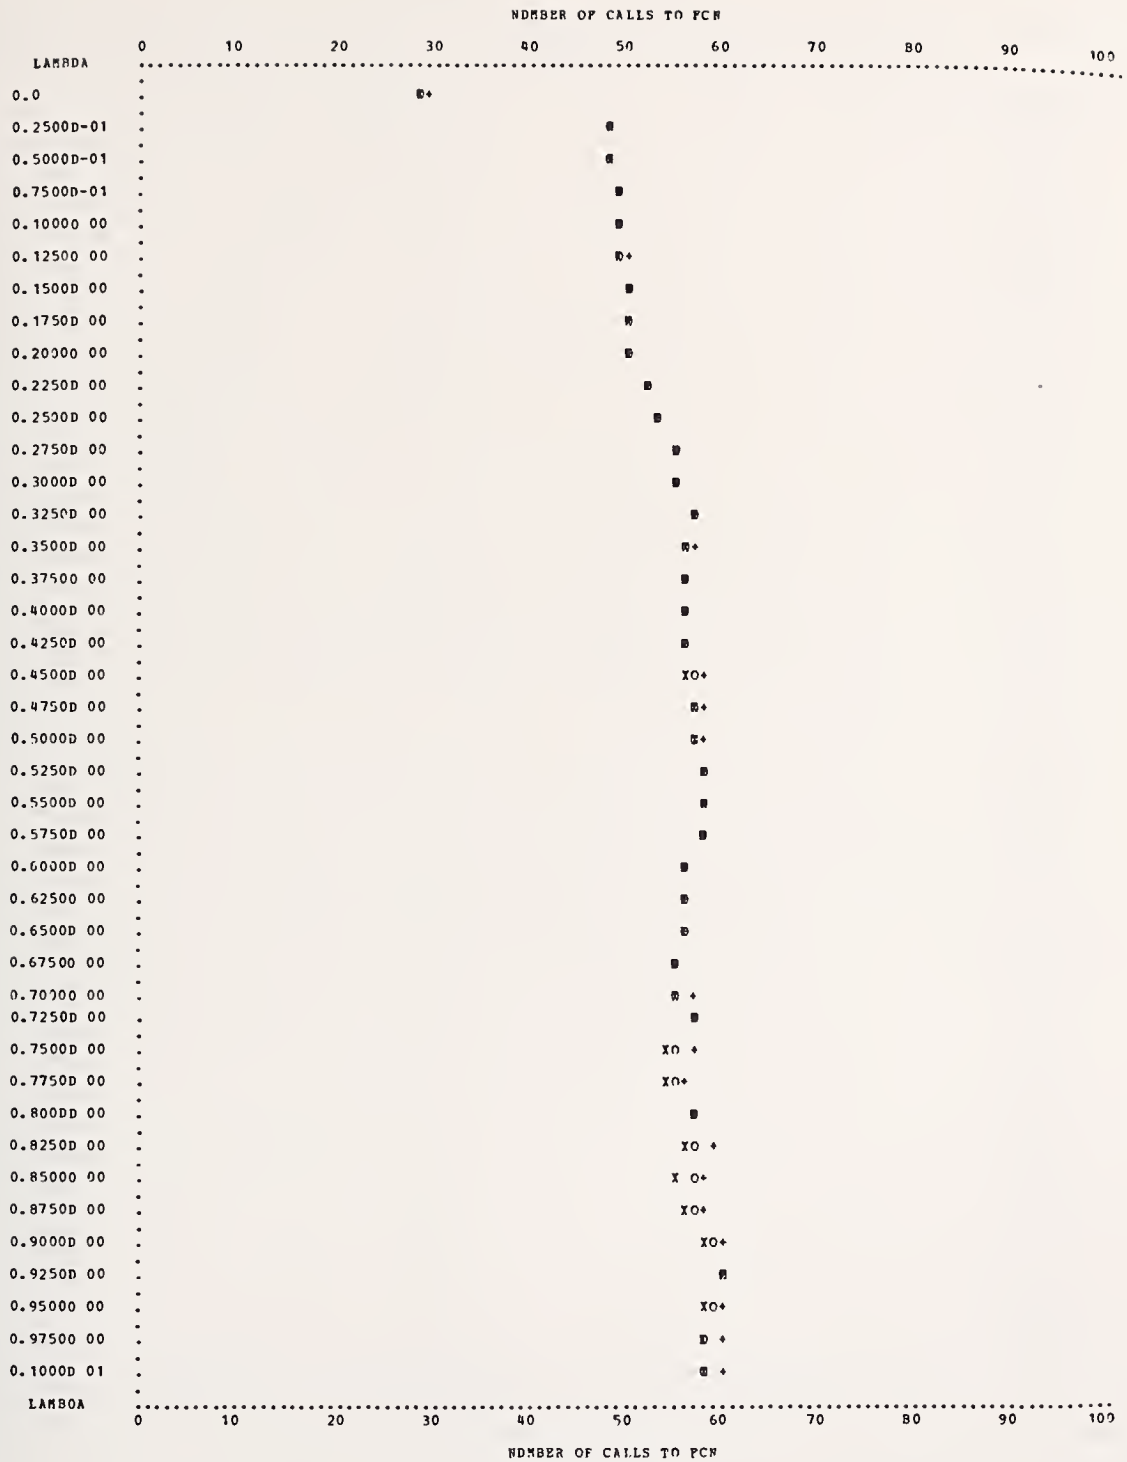 NUMBER OF CALLS TO FCN
0 10 20 30 40 50 60 70 80 90 100
LAMBDA
0.0 +
0.2500D-01
0.5000D-01
0.7500D-01
0.1000D 00
0.1250D 00 +
0.1500D 00
0.1750D 00
0.2000D 00
0.2250D 00
0.2500D 00
0.2750D 00
0.3000D 00
0.3250D 00
0.3500D 00 +
0.3750D 00
0.4000D 00
0.4250D 00
0.4500D 00 XO+
0.4750D 00 +
0.5000D 00 +
0.5250D 00
0.5500D 00
0.5750D 00
0.6000D 00
0.6250D 00
0.6500D 00
0.6750D 00
0.7000D 00 +
0.7250D 00
0.7500D 00 XO +
0.7750D 00 XO+
0.8000D 00
0.8250D 00 XO +
0.8500D 00 X O+
0.8750D 00 XO+
0.9000D 00 XO+
0.9250D 00
0.9500D 00 XO+
0.9750D 00 +
0.1000D 01 +
LAMBDA
0 10 20 30 40 50 60 70 80 90 100
NUMBER OF CALLS TO FCN